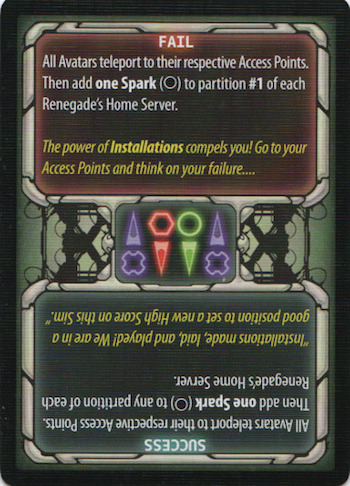 FAIL
All Avatars teleport to their respective Access Points.
Then add one Spark (⎔) to partition #1 of each
Renegade's Home Server.
The power of Installations compels you! Go to your
Access Points and think on your failure....
SUCCESS
All Avatars teleport to their respective Access Points.
Then add one Spark (⎔) to any partition of each
Renegade's Home Server.
"Installations made, laid, and played! We are in a
good position to set a new High Score on this Sim."